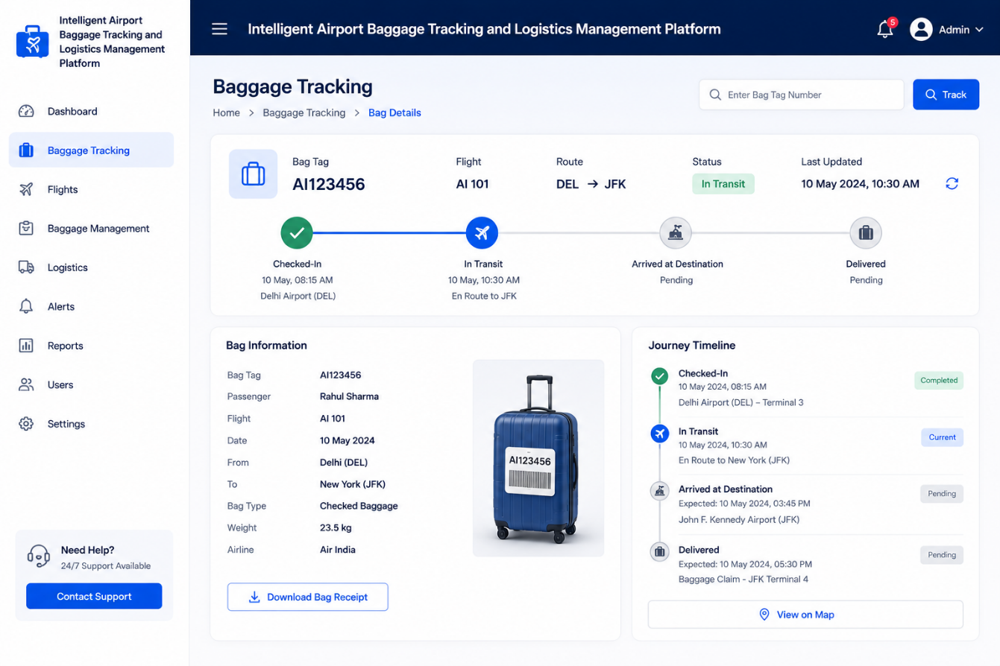 Intelligent Airport
Baggage Tracking and
Logistics Management
Platform
Dashboard
Baggage Tracking
Flights
Baggage Management
Logistics
Alerts
Reports
Users
Settings
Need Help?
24/7 Support Available
Contact Support
Intelligent Airport Baggage Tracking and Logistics Management Platform
5
Admin
Baggage Tracking
Home > Baggage Tracking > Bag Details
Enter Bag Tag Number
Track
Bag Tag Flight Route Status Last Updated
AI123456 AI 101 DEL → JFK In Transit 10 May 2024, 10:30 AM
Checked-In In Transit Arrived at Destination Delivered
10 May, 08:15 AM 10 May, 10:30 AM Pending Pending
Delhi Airport (DEL) En Route to JFK
Bag Information
Bag Tag AI123456
Passenger Rahul Sharma
Flight AI 101
Date 10 May 2024
From Delhi (DEL)
To New York (JFK)
Bag Type Checked Baggage
Weight 23.5 kg
Airline Air India
Download Bag Receipt
AI123456
Journey Timeline
Checked-In
10 May 2024, 08:15 AM
Completed
Delhi Airport (DEL) – Terminal 3
In Transit
Current
10 May 2024, 10:30 AM
En Route to New York (JFK)
Arrived at Destination
Pending
Expected: 10 May 2024, 03:45 PM
John F. Kennedy Airport (JFK)
Delivered
Pending
Expected: 10 May 2024, 05:30 PM
Baggage Claim - JFK Terminal 4
View on Map